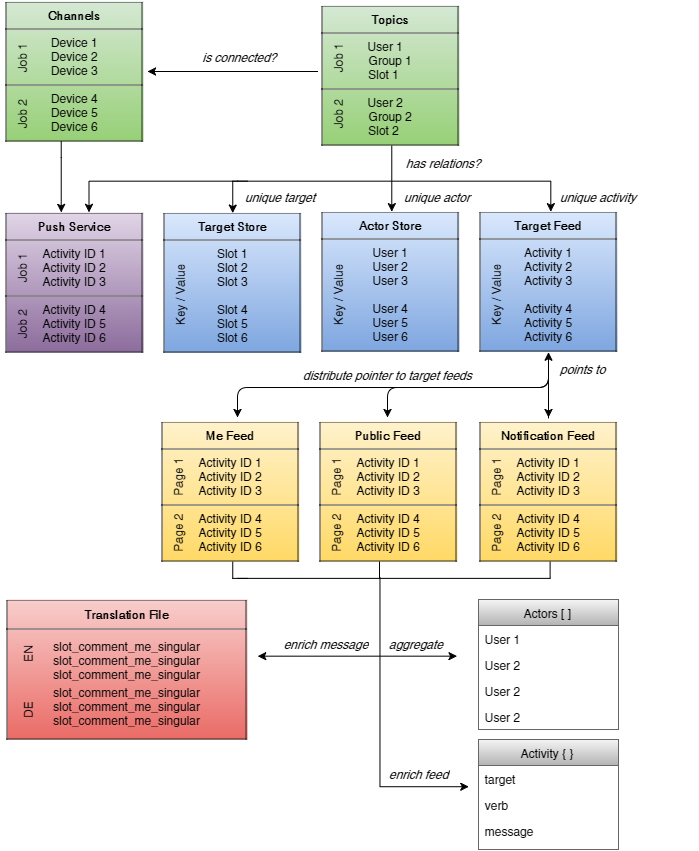 Channels
Job 1
Device 1
Device 2
Device 3
Job 2
Device 4
Device 5
Device 6
is connected?
Topics
Job 1
User 1
Group 1
Slot 1
Job 2
User 2
Group 2
Slot 2
has relations?
unique target
unique actor
unique activity
Push Service
Job 1
Activity ID 1
Activity ID 2
Activity ID 3
Job 2
Activity ID 4
Activity ID 5
Activity ID 6
Target Store
Key / Value
Slot 1
Slot 2
Slot 3
Slot 4
Slot 5
Slot 6
Actor Store
Key / Value
User 1
User 2
User 3
User 4
User 5
User 6
Target Feed
Key / Value
Activity 1
Activity 2
Activity 3
Activity 4
Activity 5
Activity 6
distribute pointer to target feeds
points to
Me Feed
Page 1
Activity ID 1
Activity ID 2
Activity ID 3
Page 2
Activity ID 4
Activity ID 5
Activity ID 6
Public Feed
Page 1
Activity ID 1
Activity ID 2
Activity ID 3
Page 2
Activity ID 4
Activity ID 5
Activity ID 6
Notification Feed
Page 1
Activity ID 1
Activity ID 2
Activity ID 3
Page 2
Activity ID 4
Activity ID 5
Activity ID 6
Translation File
EN
slot_comment_me_singular
slot_comment_me_singular
slot_comment_me_singular
DE
slot_comment_me_singular
slot_comment_me_singular
slot_comment_me_singular
enrich message
aggregate
Actors [ ]
User 1
User 2
User 2
User 2
enrich feed
Activity { }
target
verb
message